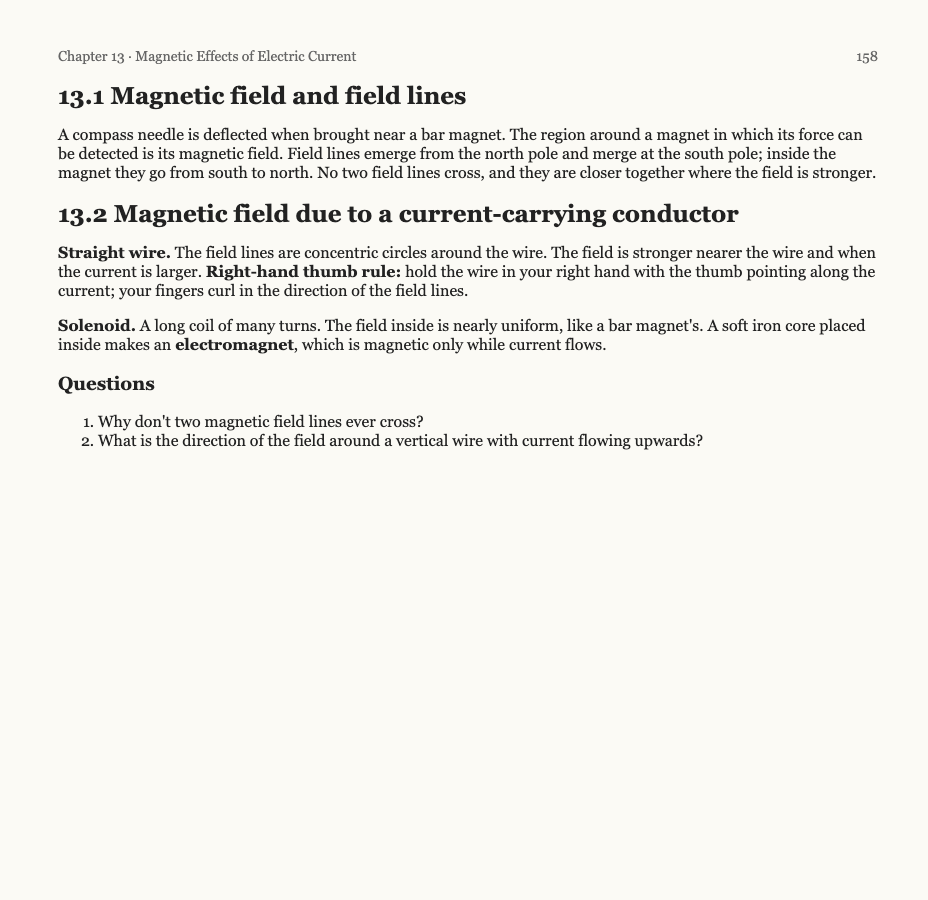 Chapter 13 · Magnetic Effects of Electric Current 158
13.1 Magnetic field and field lines
A compass needle is deflected when brought near a bar magnet. The region around a magnet in which its force can
be detected is its magnetic field. Field lines emerge from the north pole and merge at the south pole; inside the
magnet they go from south to north. No two field lines cross, and they are closer together where the field is stronger.
13.2 Magnetic field due to a current-carrying conductor
Straight wire. The field lines are concentric circles around the wire. The field is stronger nearer the wire and when
the current is larger. Right-hand thumb rule: hold the wire in your right hand with the thumb pointing along the
current; your fingers curl in the direction of the field lines.
Solenoid. A long coil of many turns. The field inside is nearly uniform, like a bar magnet's. A soft iron core placed
inside makes an electromagnet, which is magnetic only while current flows.
Questions
1. Why don't two magnetic field lines ever cross?
2. What is the direction of the field around a vertical wire with current flowing upwards?